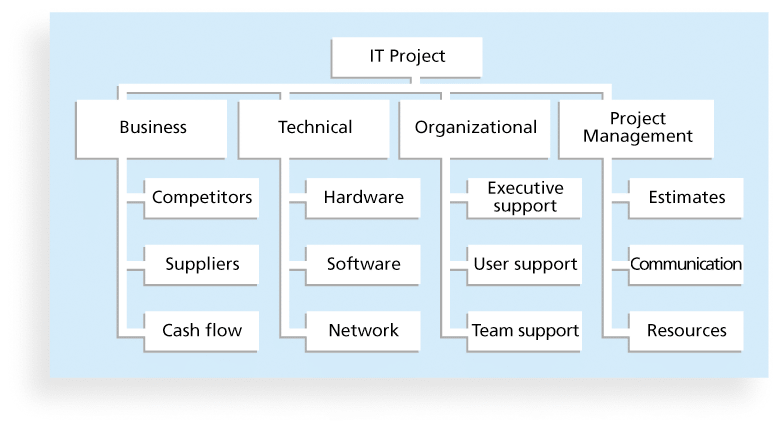 IT Project
Business
Technical
Organizational
Project
Management
Competitors
Hardware
Executive
support
Estimates
Suppliers
Software
User support
Communication
Cash flow
Network
Team support
Resources